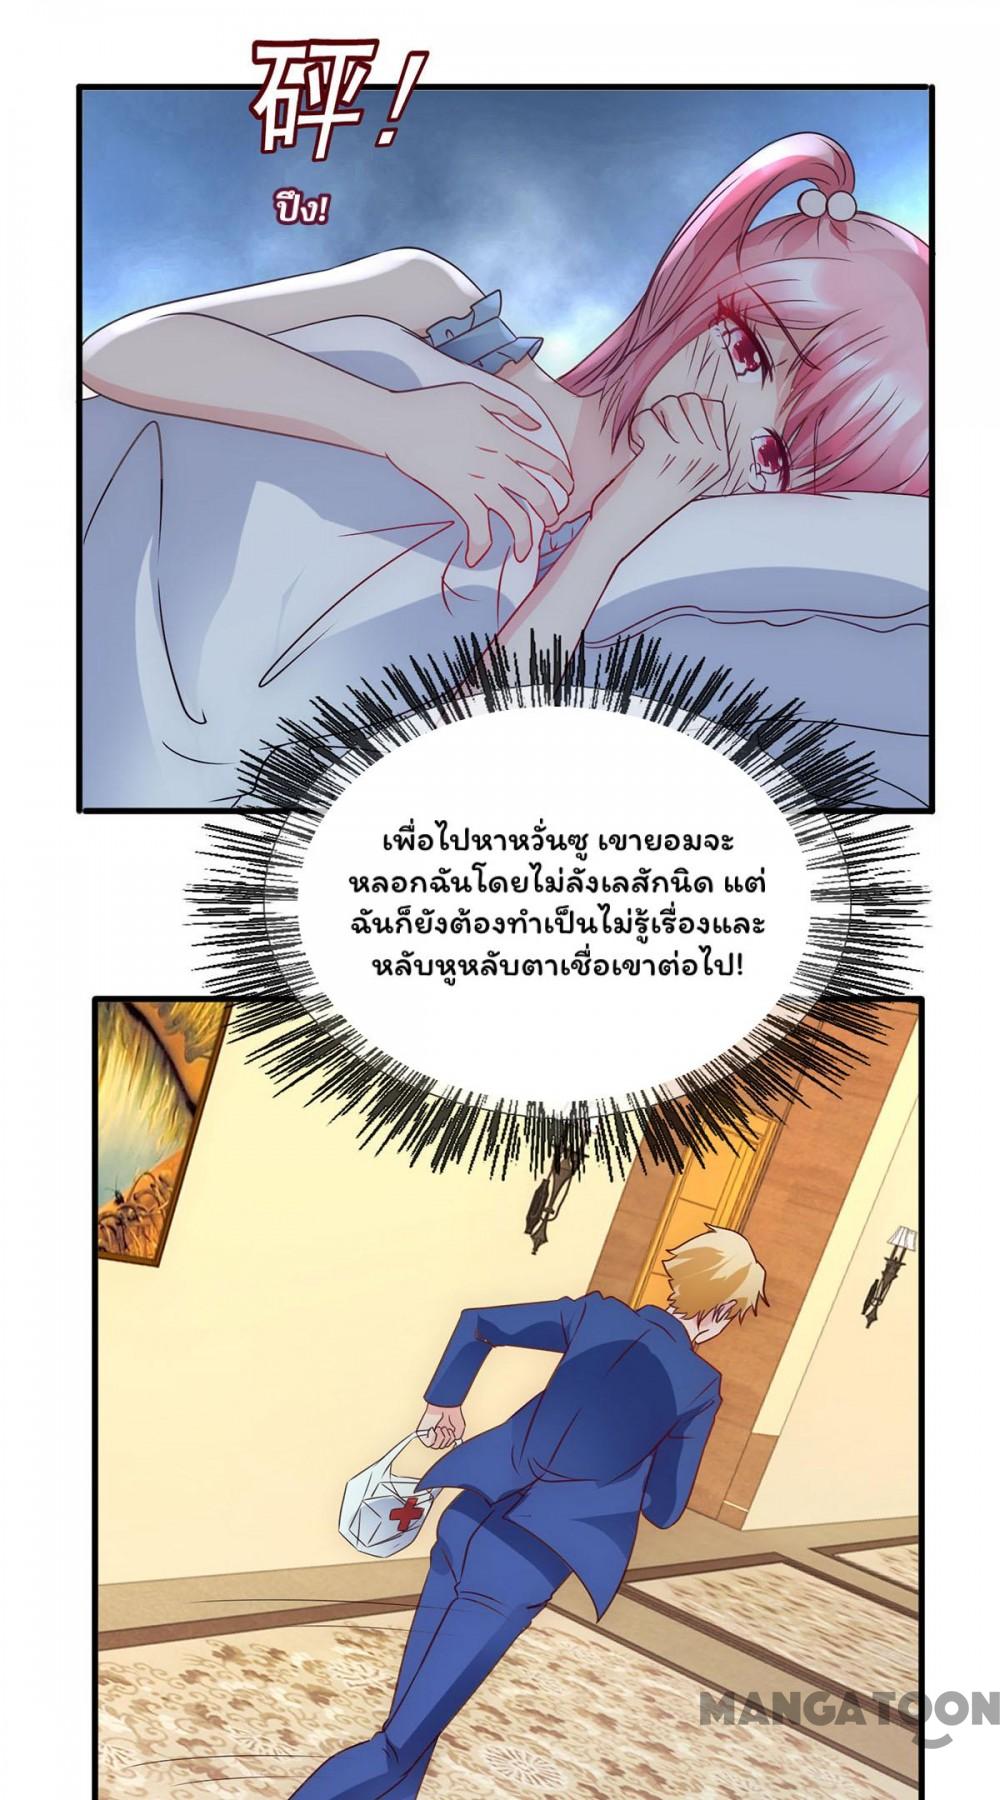 砰!
ปึง!
เพื่อไปหาหวั่นซู เขายอมจะ
หลอกฉันโดยไม่ลังเลสักนิด แต่
ฉันก็ยังต้องทำเป็นไม่รู้เรื่องและ
หลับหูหลับตาเชื่อเขาต่อไป!
MANGATOON